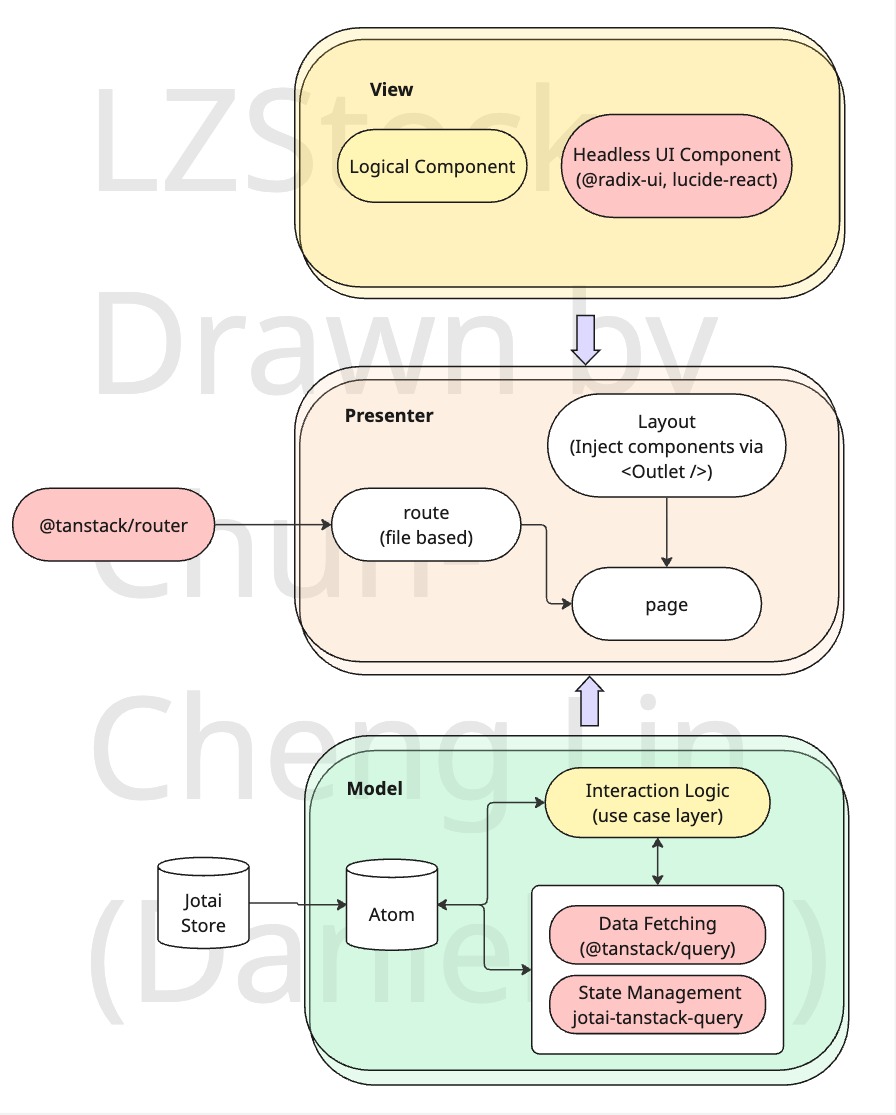 LZStock
Drawn by
Chun-
Cheng Lin
(Daniel
)
View
Logical Component
Headless UI Component
(@radix-ui, lucide-react)
Presenter
Layout
(Inject components via
<Outlet />)
@tanstack/router
route
(file based)
page
Model
Interaction Logic
(use case layer)
Jotai
Store
Atom
Data Fetching
(@tanstack/query)
State Management
jotai-tanstack-query